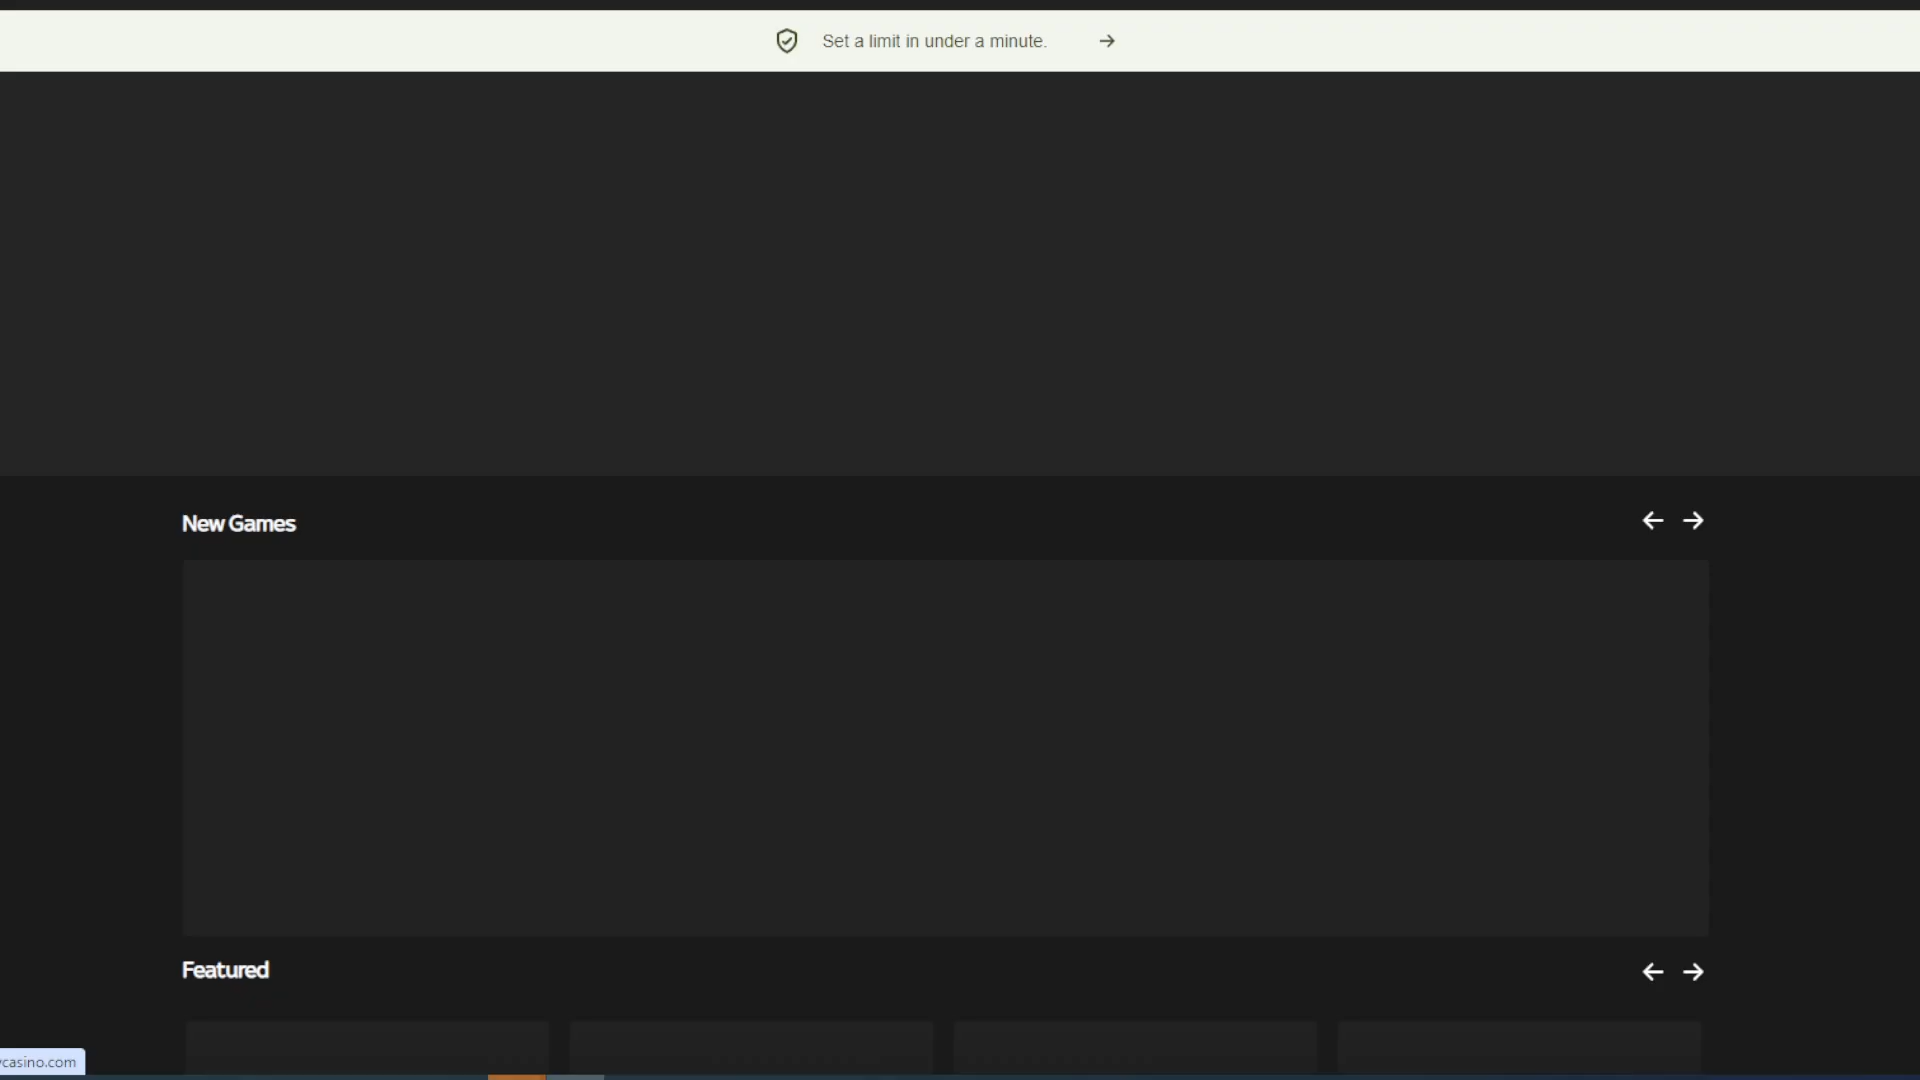 Set a limit in under a minute.
New Games
Featured
casino.com